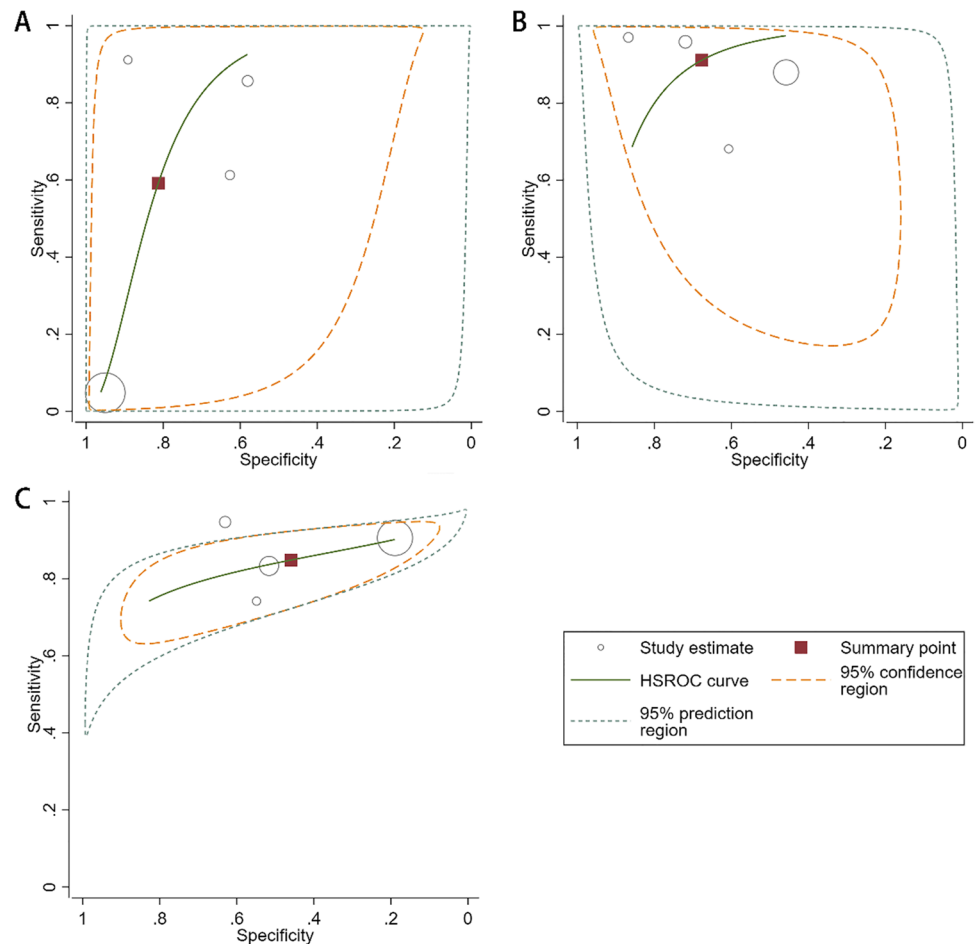 A
Sensitivity
1
.8
.6
.4
.2
0
1
.8
.6
.4
.2
0
Specificity
B
Sensitivity
1
.8
.6
.4
.2
0
1
.8
.6
.4
.2
0
Specificity
C
Sensitivity
1
.8
.6
.4
.2
0
1
.8
.6
.4
.2
0
Specificity
Study estimate
Summary point
HSROC curve
95% confidence
region
95% prediction
region